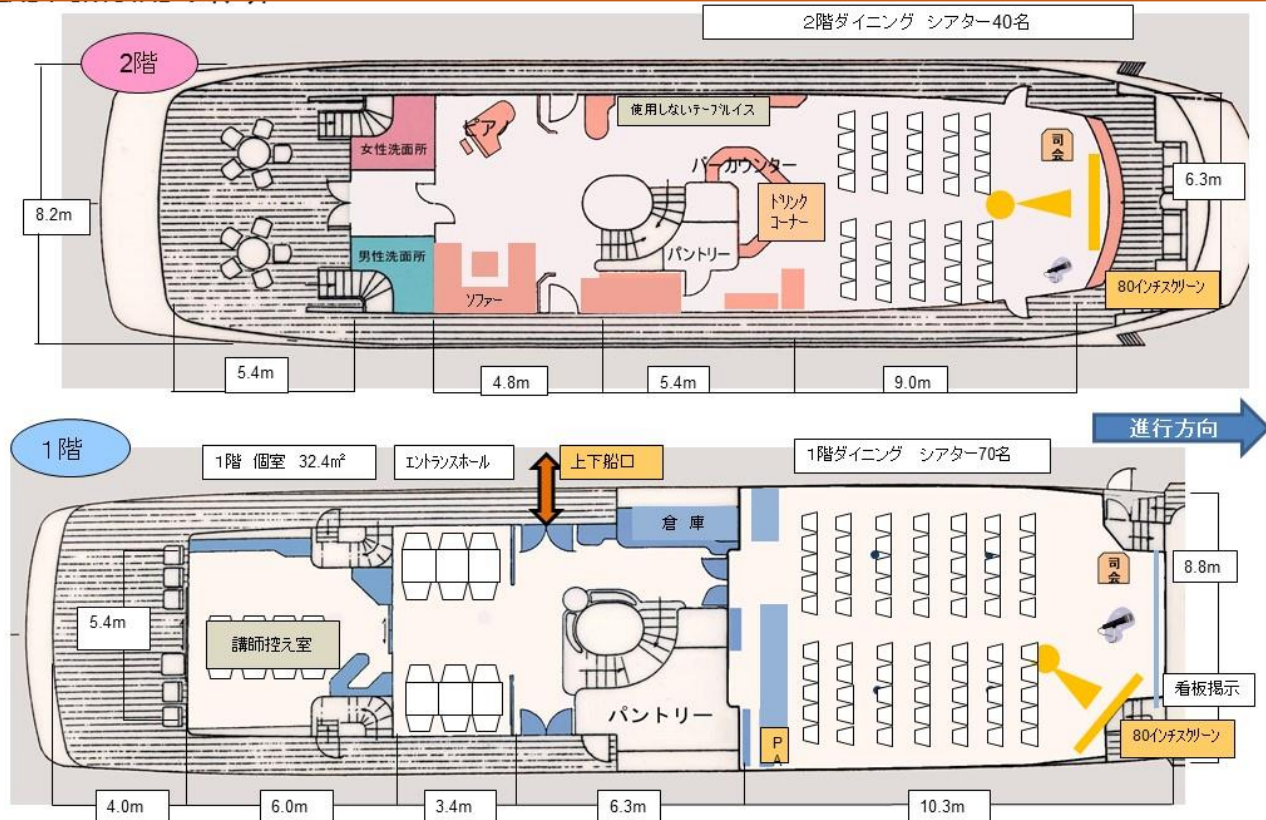 2階ダイニング シアター40名
2階
使用しないテーブルイス
ピアノ
女性洗面所
司会
バーカウンター
6.3m
8.2m
ドリンク
コーナー
パントリー
男性洗面所
ソファー
80インチスクリーン
5.4m
4.8m
5.4m
9.0m
進行方向
1階
1階 個室 32.4㎡
エントランスホール
上下船口
1階ダイニング シアター70名
倉庫
司会
8.8m
5.4m
講師控え室
看板掲示
パントリー
PA
80インチスクリーン
4.0m
6.0m
3.4m
6.3m
10.3m